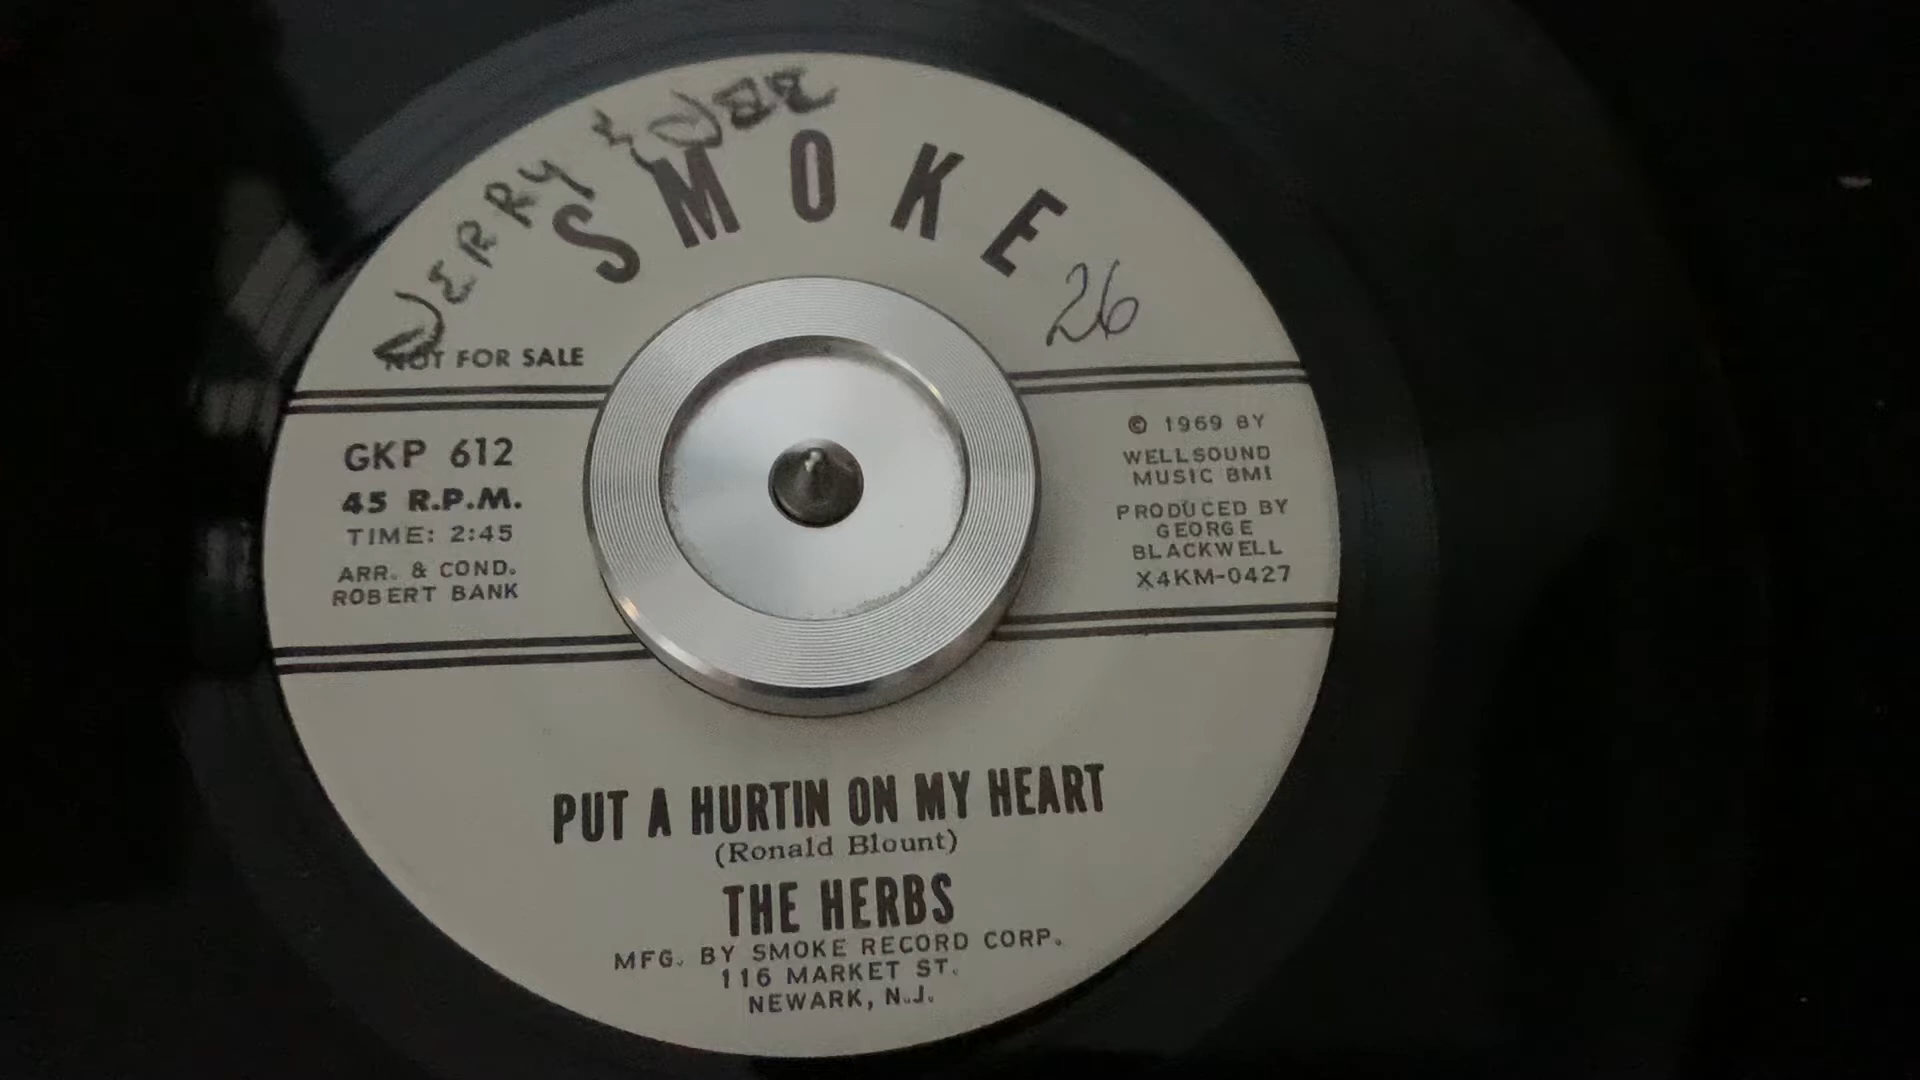 JERRY
SMOKE
26
NOT FOR SALE
GKP 612
45 R.P.M.
TIME: 2:45
ARR. & COND.
ROBERT BANK
© 1969 BY
WELLSOUND
MUSIC BMI
PRODUCED BY
GEORGE
BLACKWELL
X4KM-0427
PUT A HURTIN ON MY HEART
(Ronald Blount)
THE HERBS
MFG. BY SMOKE RECORD CORP.
116 MARKET ST.
NEWARK, N.J.